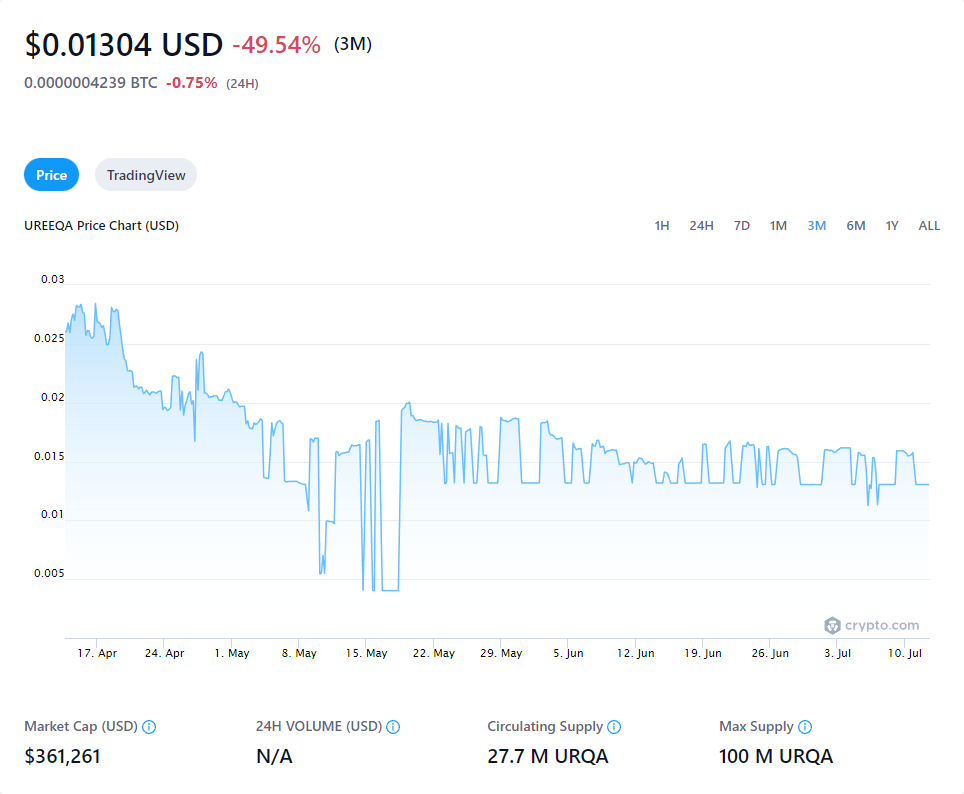 $0.01304 USD -49.54% (3M)
0.0000004239 BTC -0.75% (24H)
Price TradingView
UREEQA Price Chart (USD) 1H 24H 7D 1M 3M 6M 1Y ALL
0.03
0.025
0.02
0.015
0.01
0.005
crypto.com
17. Apr 24. Apr 1. May 8. May 15. May 22. May 29. May 5. Jun 12. Jun 19. Jun 26. Jun 3. Jul 10. Jul
Market Cap (USD) 24H VOLUME (USD) Circulating Supply Max Supply
$361,261 N/A 27.7 M URQA 100 M URQA